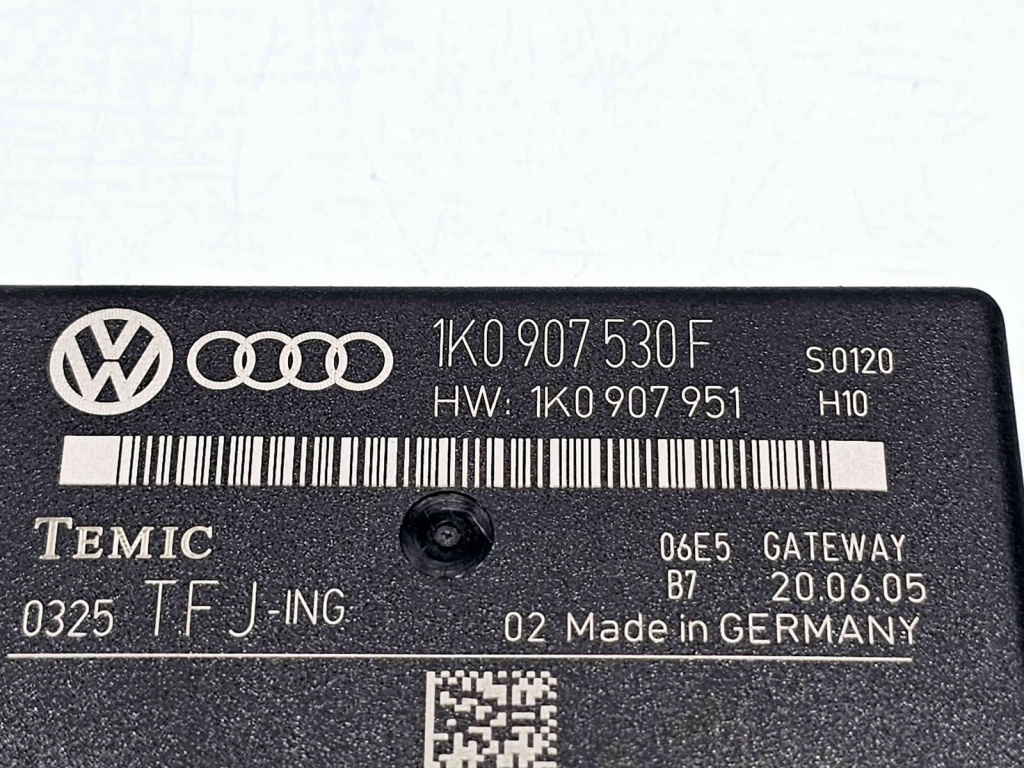 1K0 907 530 F
S 0120
HW: 1K0 907 951
H10
TEMIC
06E5 GATEWAY
B7 20.06.05
0325 TFJ-ING
02 Made in GERMANY